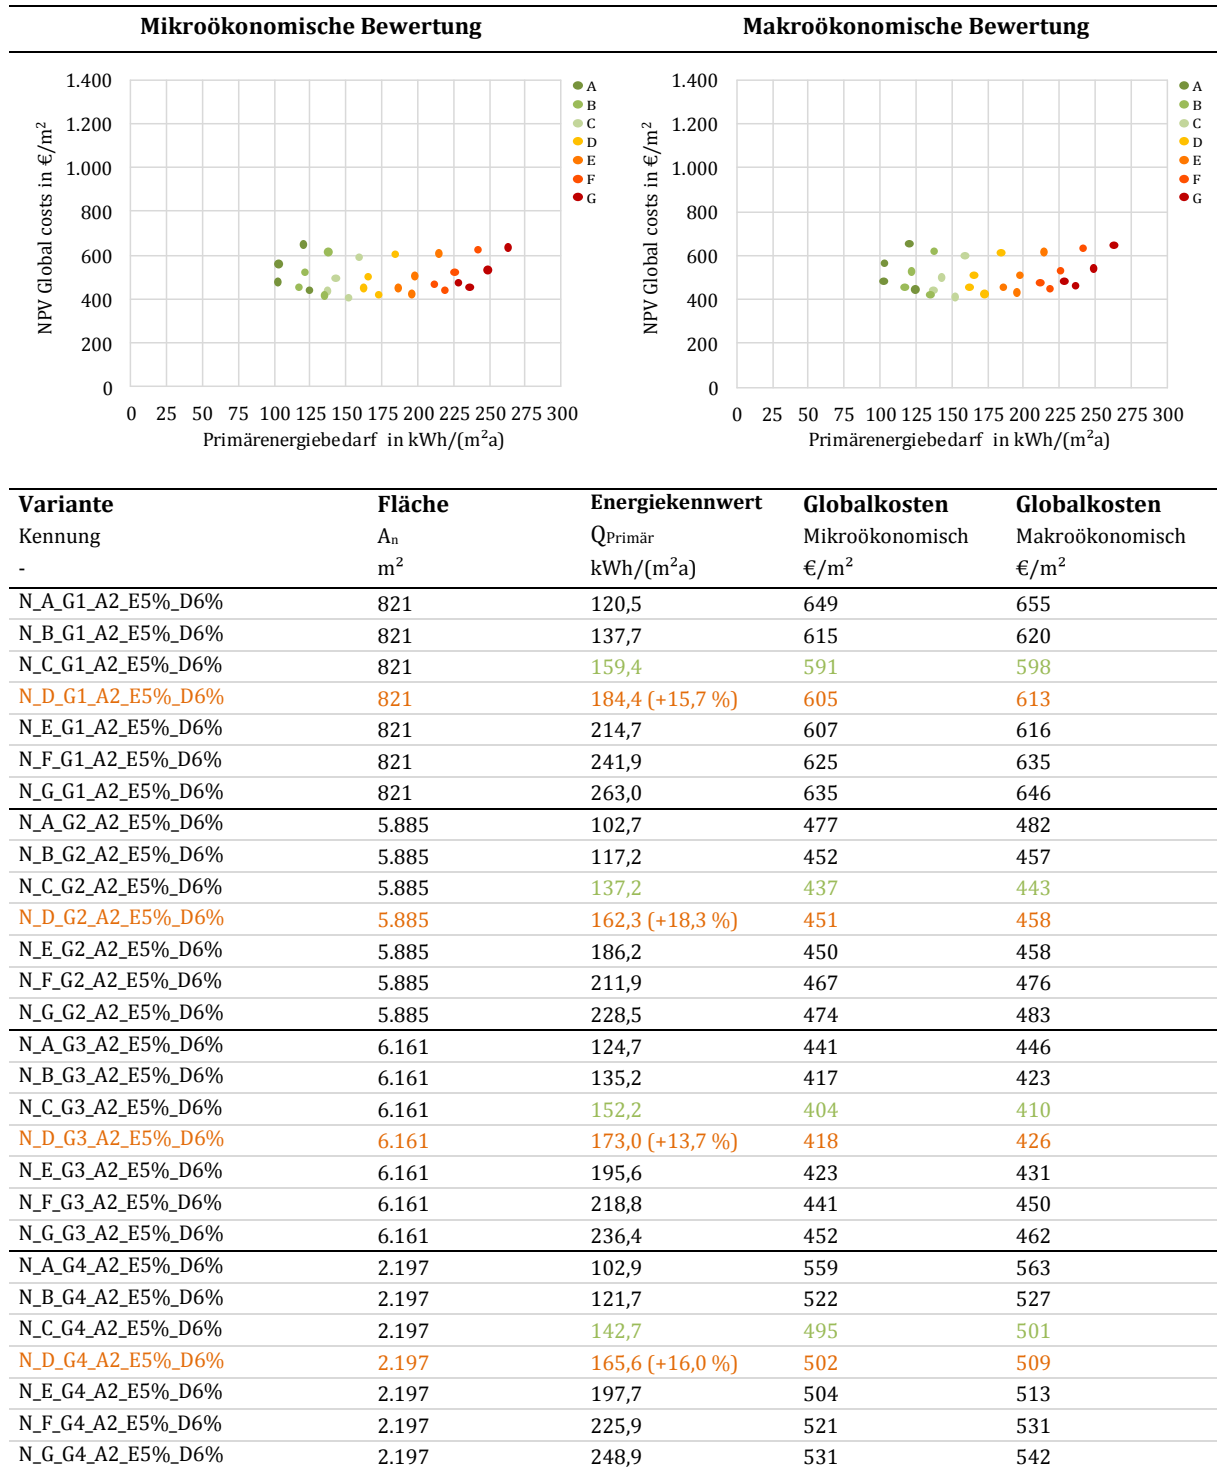 Mikroökonomische Bewertung Makroökonomische Bewertung
NPV Global costs in €/m²
1.400
1.200
1.000
800
600
400
200
0
0 25 50 75 100 125 150 175 200 225 250 275 300
Primärenergiebedarf in kWh/(m²a)
A
B
C
D
E
F
G
NPV Global costs in €/m²
1.400
1.200
1.000
800
600
400
200
0
0 25 50 75 100 125 150 175 200 225 250 275 300
Primärenergiebedarf in kWh/(m²a)
A
B
C
D
E
F
G
Variante Fläche Energiekennwert Globalkosten Globalkosten
Kennung Aₙ QPrimär Mikroökonomisch Makroökonomisch
- m² kWh/(m²a) €/m² €/m²
N_A_G1_A2_E5%_D6% 821 120,5 649 655
N_B_G1_A2_E5%_D6% 821 137,7 615 620
N_C_G1_A2_E5%_D6% 821 159,4 591 598
N_D_G1_A2_E5%_D6% 821 184,4 (+15,7 %) 605 613
N_E_G1_A2_E5%_D6% 821 214,7 607 616
N_F_G1_A2_E5%_D6% 821 241,9 625 635
N_G_G1_A2_E5%_D6% 821 263,0 635 646
N_A_G2_A2_E5%_D6% 5.885 102,7 477 482
N_B_G2_A2_E5%_D6% 5.885 117,2 452 457
N_C_G2_A2_E5%_D6% 5.885 137,2 437 443
N_D_G2_A2_E5%_D6% 5.885 162,3 (+18,3 %) 451 458
N_E_G2_A2_E5%_D6% 5.885 186,2 450 458
N_F_G2_A2_E5%_D6% 5.885 211,9 467 476
N_G_G2_A2_E5%_D6% 5.885 228,5 474 483
N_A_G3_A2_E5%_D6% 6.161 124,7 441 446
N_B_G3_A2_E5%_D6% 6.161 135,2 417 423
N_C_G3_A2_E5%_D6% 6.161 152,2 404 410
N_D_G3_A2_E5%_D6% 6.161 173,0 (+13,7 %) 418 426
N_E_G3_A2_E5%_D6% 6.161 195,6 423 431
N_F_G3_A2_E5%_D6% 6.161 218,8 441 450
N_G_G3_A2_E5%_D6% 6.161 236,4 452 462
N_A_G4_A2_E5%_D6% 2.197 102,9 559 563
N_B_G4_A2_E5%_D6% 2.197 121,7 522 527
N_C_G4_A2_E5%_D6% 2.197 142,7 495 501
N_D_G4_A2_E5%_D6% 2.197 165,6 (+16,0 %) 502 509
N_E_G4_A2_E5%_D6% 2.197 197,7 504 513
N_F_G4_A2_E5%_D6% 2.197 225,9 521 531
N_G_G4_A2_E5%_D6% 2.197 248,9 531 542